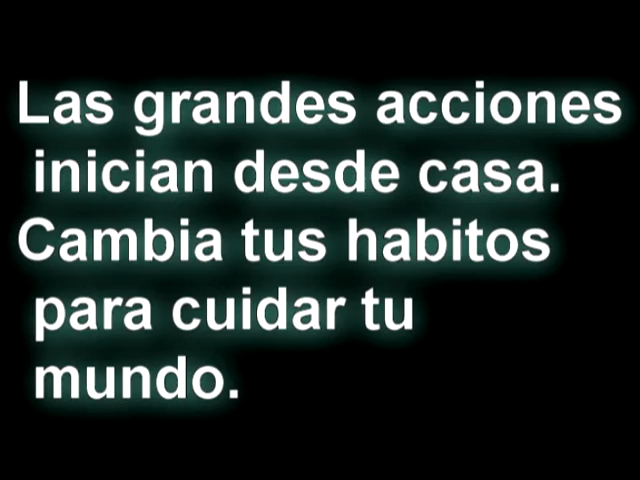 Las grandes acciones
inician desde casa.
Cambia tus habitos
para cuidar tu
mundo.